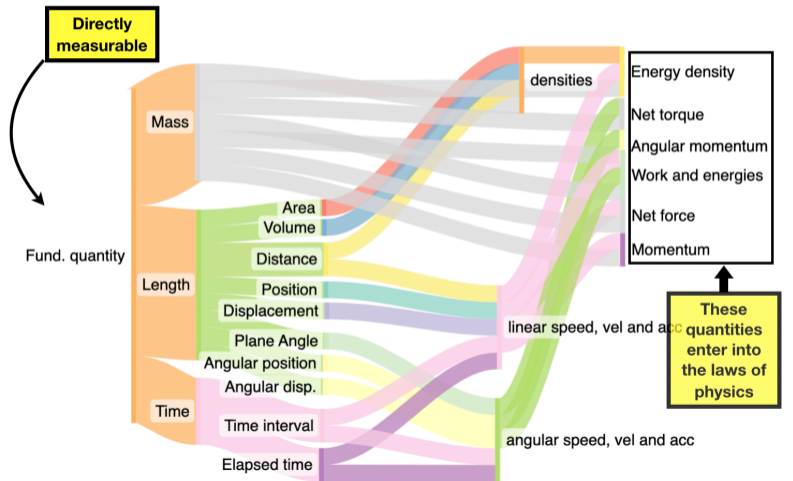 Directly
measurable
densities
Energy density
Net torque
Mass
Angular momentum
Work and energies
Area
Net force
Volume
Fund. quantity
Distance
Momentum
Length
Position
Displacement
These
linear speed, vel and acc
quantities
enter into
the laws of
physics
Plane Angle
Angular position
Angular disp.
Time
Time interval
angular speed, vel and acc
Elapsed time